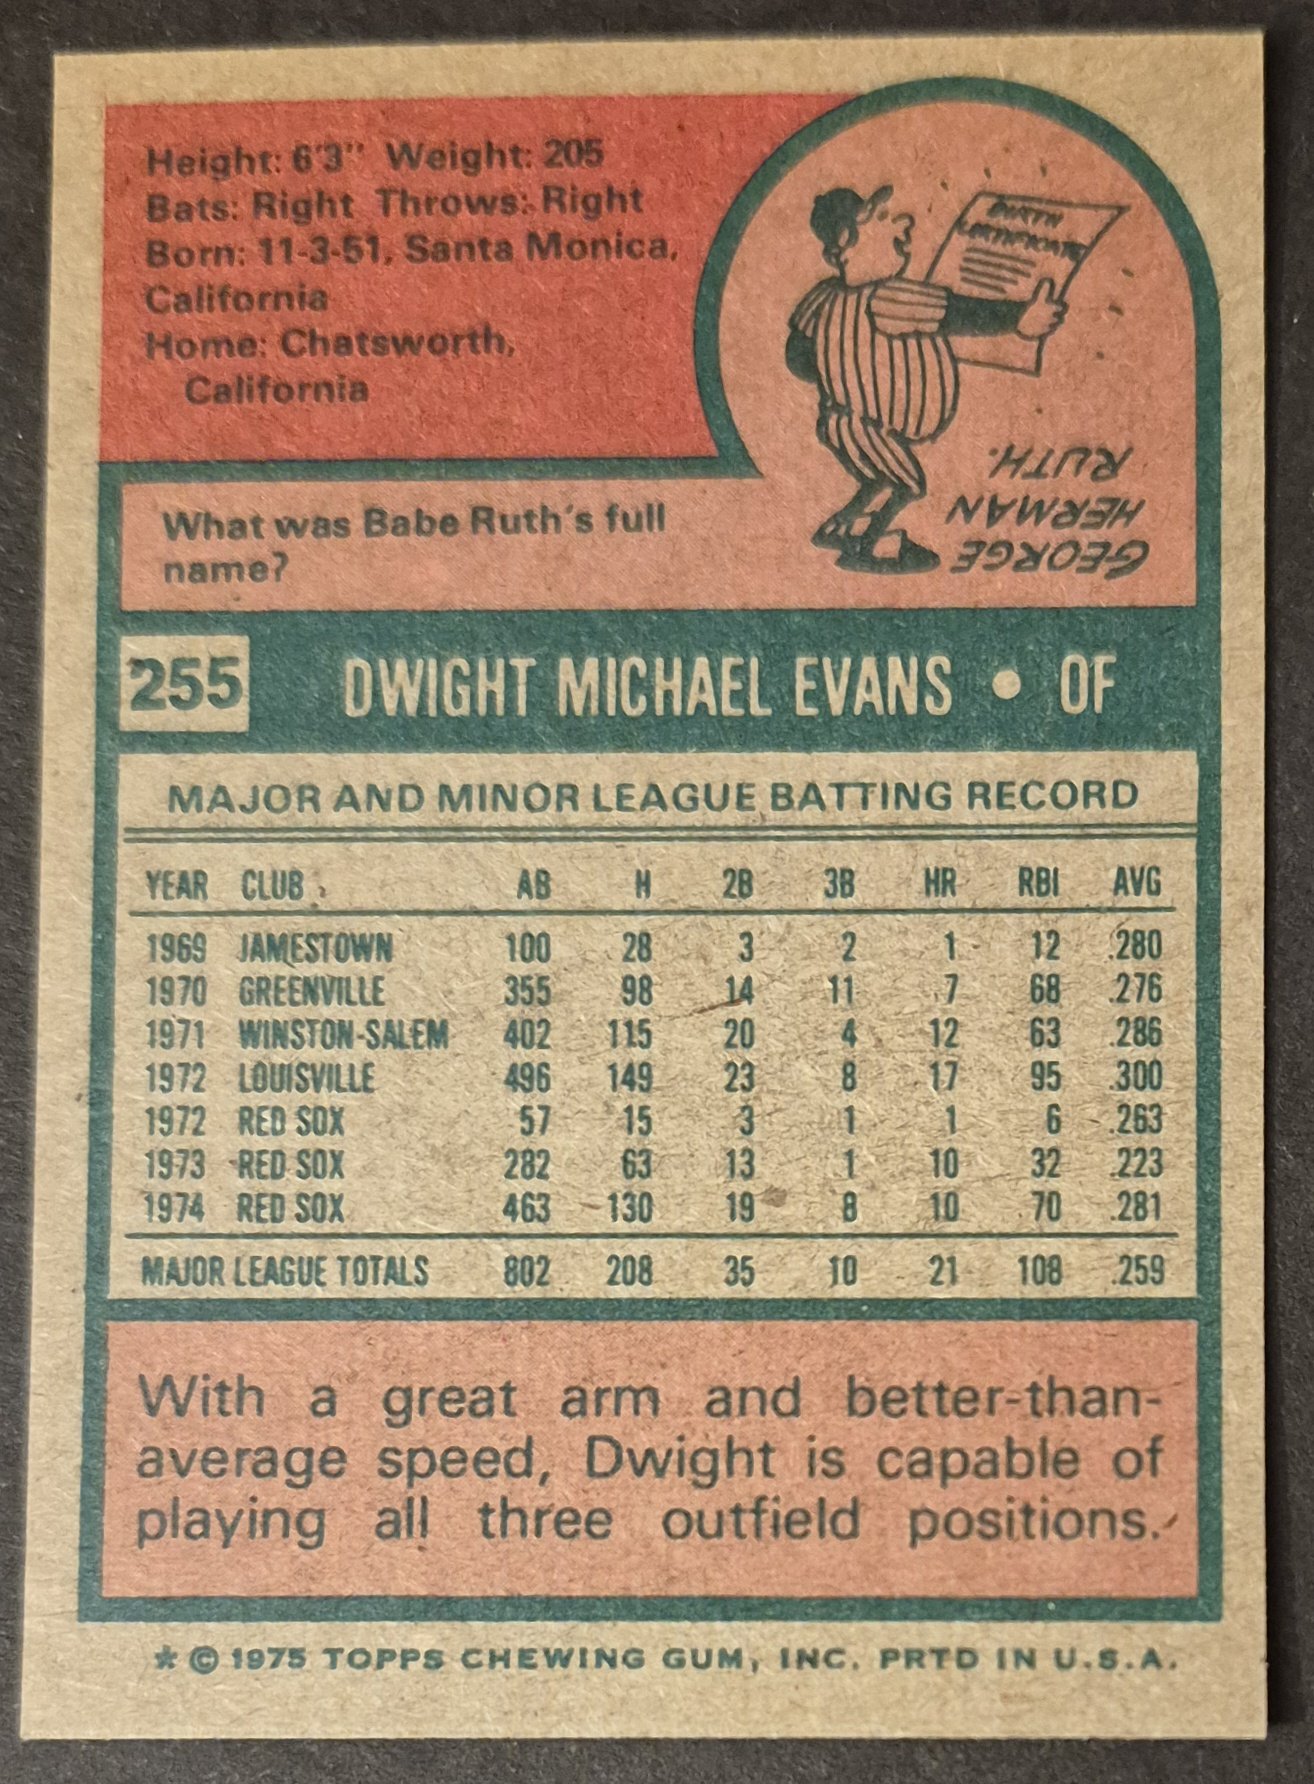 Height: 6'3" Weight: 205
Bats: Right Throws: Right
Born: 11-3-51, Santa Monica,
California
Home: Chatsworth,
California
BIRTH
CERTIFICATE
What was Babe Ruth's full
name?
GEORGE
HERMAN
RUTH.
255 DWIGHT MICHAEL EVANS • OF
MAJOR AND MINOR LEAGUE BATTING RECORD
YEAR CLUB AB H 2B 3B HR RBI AVG
1969 JAMESTOWN 100 28 3 2 1 12 .280
1970 GREENVILLE 355 98 14 11 7 68 .276
1971 WINSTON-SALEM 402 115 20 4 12 63 .286
1972 LOUISVILLE 496 149 23 8 17 95 .300
1972 RED SOX 57 15 3 1 1 6 .263
1973 RED SOX 282 63 13 1 10 32 .223
1974 RED SOX 463 130 19 8 10 70 .281
MAJOR LEAGUE TOTALS 802 208 35 10 21 108 .259
With a great arm and better-than-
average speed, Dwight is capable of
playing all three outfield positions.
* © 1975 TOPPS CHEWING GUM, INC. PRTD IN U.S.A.